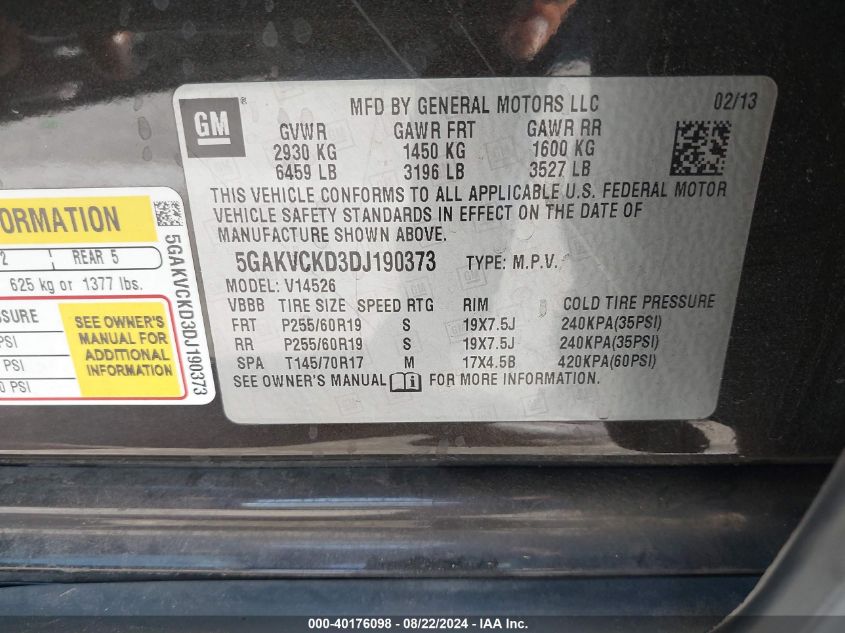 GM
®
MFD BY GENERAL MOTORS LLC 02/13
GVWR GAWR FRT GAWR RR
2930 KG 1450 KG 1600 KG
6459 LB 3196 LB 3527 LB
THIS VEHICLE CONFORMS TO ALL APPLICABLE U.S. FEDERAL MOTOR
VEHICLE SAFETY STANDARDS IN EFFECT ON THE DATE OF
MANUFACTURE SHOWN ABOVE.
5GAKVCKD3DJ190373 TYPE: M.P.V.
MODEL: V14526
VBBB TIRE SIZE SPEED RTG RIM COLD TIRE PRESSURE
FRT P255/60R19 S 19X7.5J 240KPA(35PSI)
RR P255/60R19 S 19X7.5J 240KPA(35PSI)
SPA T145/70R17 M 17X4.5B 420KPA(60PSI)
SEE OWNER'S MANUAL FOR MORE INFORMATION.
ORMATION
2 REAR 5
625 kg or 1377 lbs.
SSURE
PSI
PSI
0 PSI
SEE OWNER'S
MANUAL FOR
ADDITIONAL
INFORMATION
5GAKVCKD3DJ190373
000-40176098 - 08/22/2024 - IAA Inc.